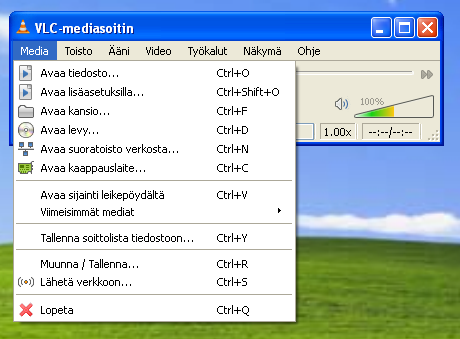 VLC-mediasoitin
Media Toisto Ääni Video Työkalut Näkymä Ohje
Avaa tiedosto... Ctrl+O
Avaa lisäasetuksilla... Ctrl+Shift+O
Avaa kansio... Ctrl+F
Avaa levy... Ctrl+D
Avaa suoratoisto verkosta... Ctrl+N
Avaa kaappauslaite... Ctrl+C
Avaa sijainti leikepöydältä Ctrl+V
Viimeisimmät mediat
Tallenna soittolista tiedostoon... Ctrl+Y
Muunna / Tallenna... Ctrl+R
Lähetä verkkoon... Ctrl+S
Lopeta Ctrl+Q
100%
1.00x --:--/--:--